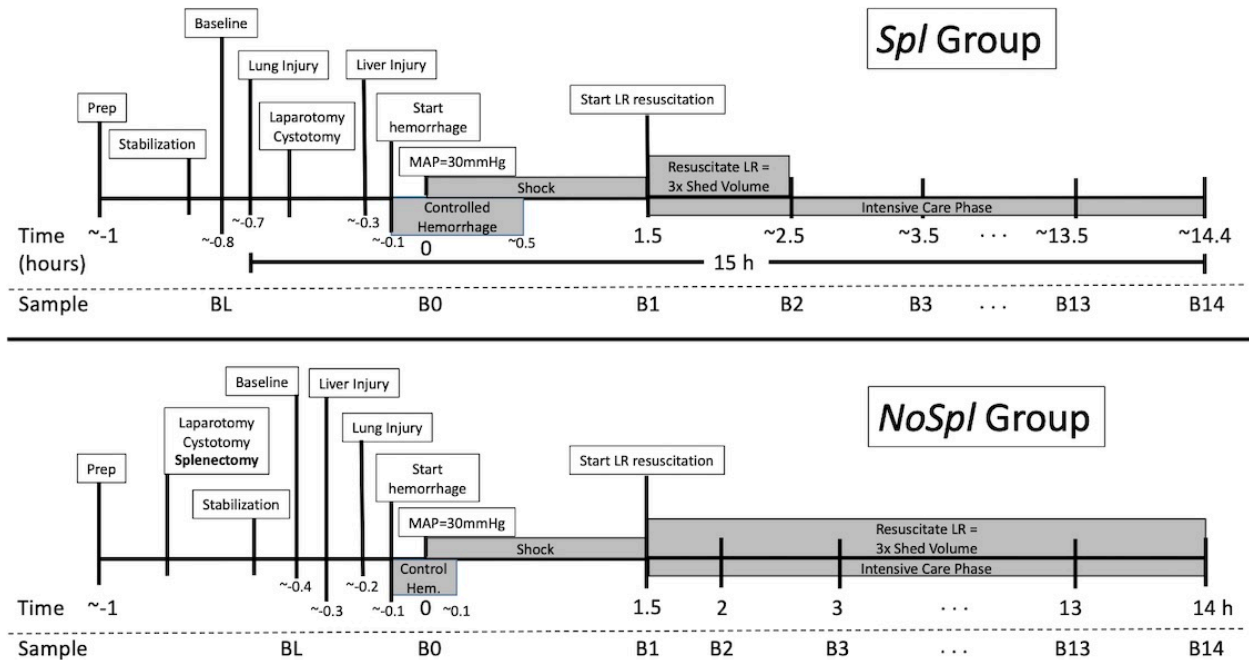 Spl Group
Baseline
Lung Injury
Liver Injury
Prep
Start
hemorrhage
Start LR resuscitation
Laparotomy
Cystotomy
Stabilization
MAP=30mmHg
Resuscitate LR =
3x Shed Volume
Shock
Controlled
Hemorrhage
Intensive Care Phase
~-0.7
~-0.3
~-0.8
~-0.1
~0.5
Time
(hours)
~-1
0
1.5
~2.5
~3.5
. . .
~13.5
~14.4
15 h
Sample BL B0 B1 B2 B3 . . . B13 B14
NoSpl Group
Baseline
Liver Injury
Laparotomy
Cystotomy
Splenectomy
Lung Injury
Prep
Start
hemorrhage
Start LR resuscitation
Stabilization
MAP=30mmHg
Resuscitate LR =
3x Shed Volume
Shock
Control
Hem.
Intensive Care Phase
~-0.4
~-0.2
~-0.3
~-0.1
~0.1
Time ~-1 0 1.5 2 3 . . . 13 14 h
Sample BL B0 B1 B2 B3 . . . B13 B14